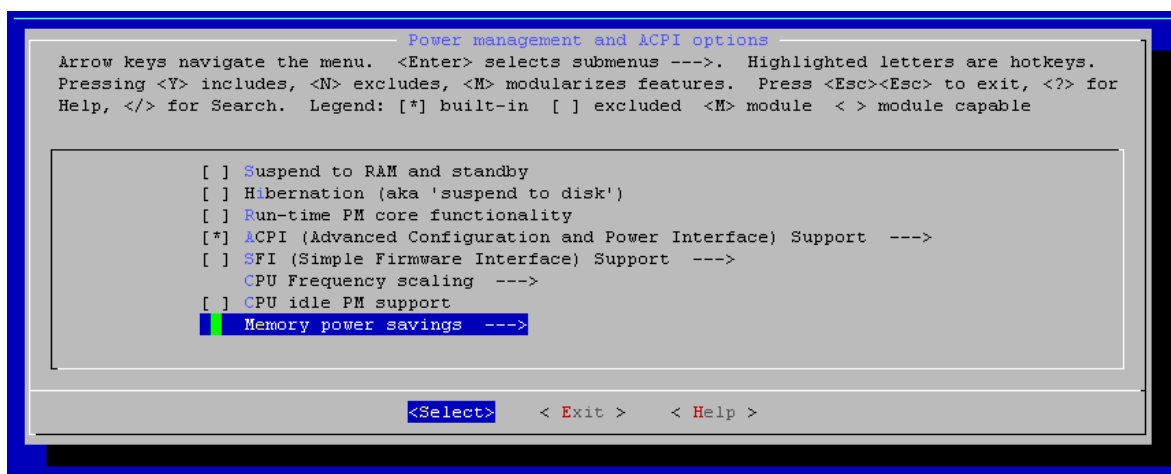 Power management and ACPI options
Arrow keys navigate the menu.  <Enter> selects submenus --->.  Highlighted letters are hotkeys.
Pressing <Y> includes, <N> excludes, <M> modularizes features.  Press <Esc><Esc> to exit, <?> for
Help, </> for Search.  Legend: [*] built-in  [ ] excluded  <M> module  < > module capable
[ ] Suspend to RAM and standby
[ ] Hibernation (aka 'suspend to disk')
[ ] Run-time PM core functionality
[*] ACPI (Advanced Configuration and Power Interface) Support  --->
[ ] SFI (Simple Firmware Interface) Support  --->
CPU Frequency scaling  --->
[ ] CPU idle PM support
Memory power savings  --->
<Select>    < Exit >    < Help >